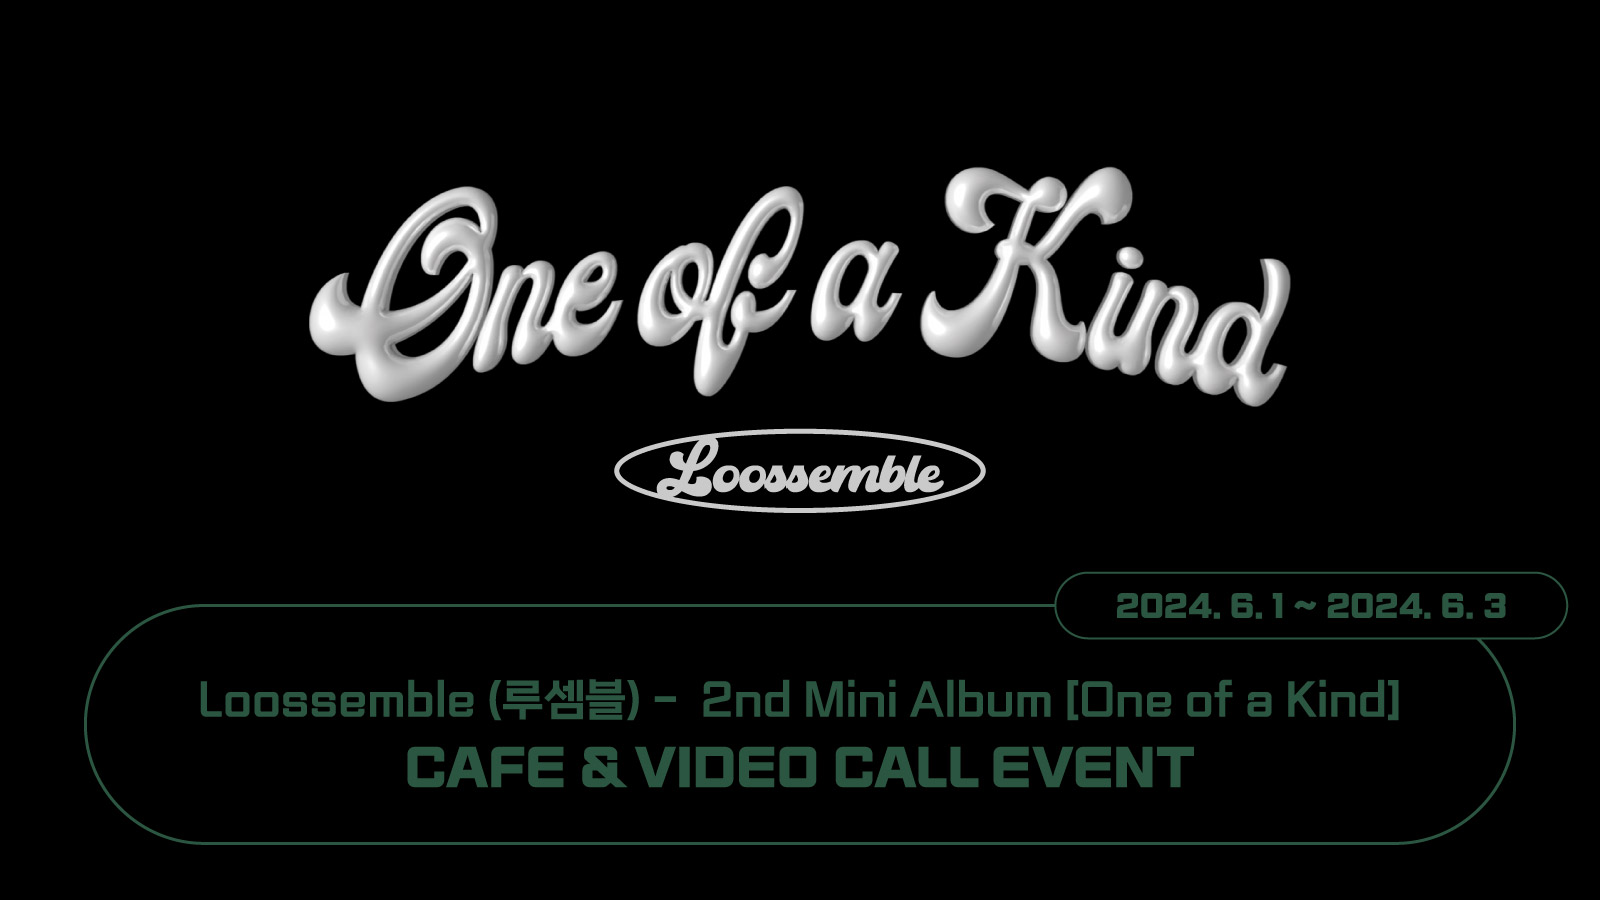 One of a Kind
Loossemble
2024. 6. 1 ~ 2024. 6. 3
Loossemble (루셈블) - 2nd Mini Album [One of a Kind]
CAFE & VIDEO CALL EVENT